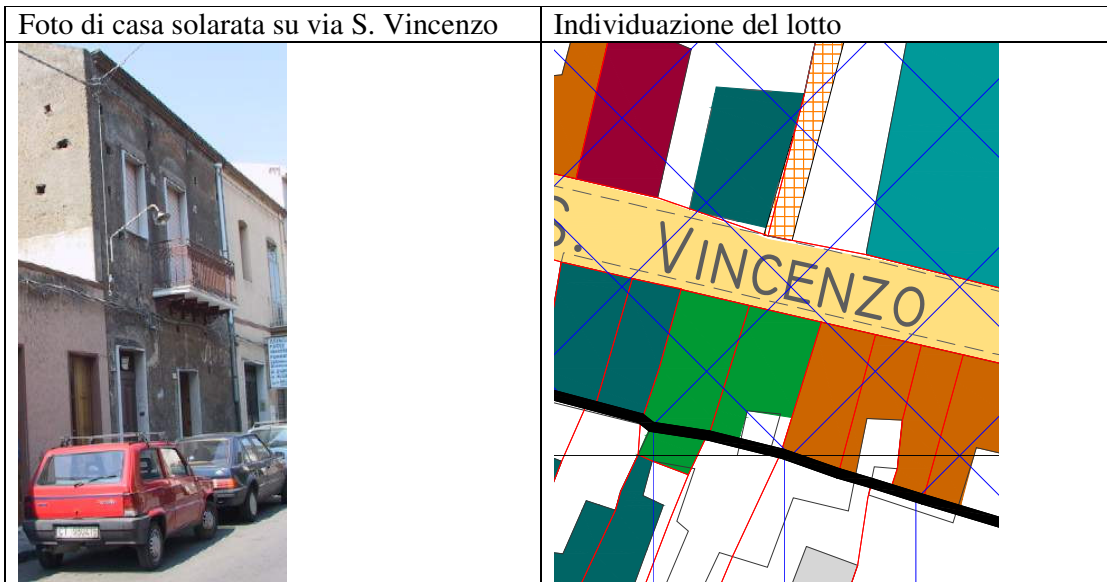 Foto di casa solarata su via S. Vincenzo
Individuazione del lotto
S. VINCENZO